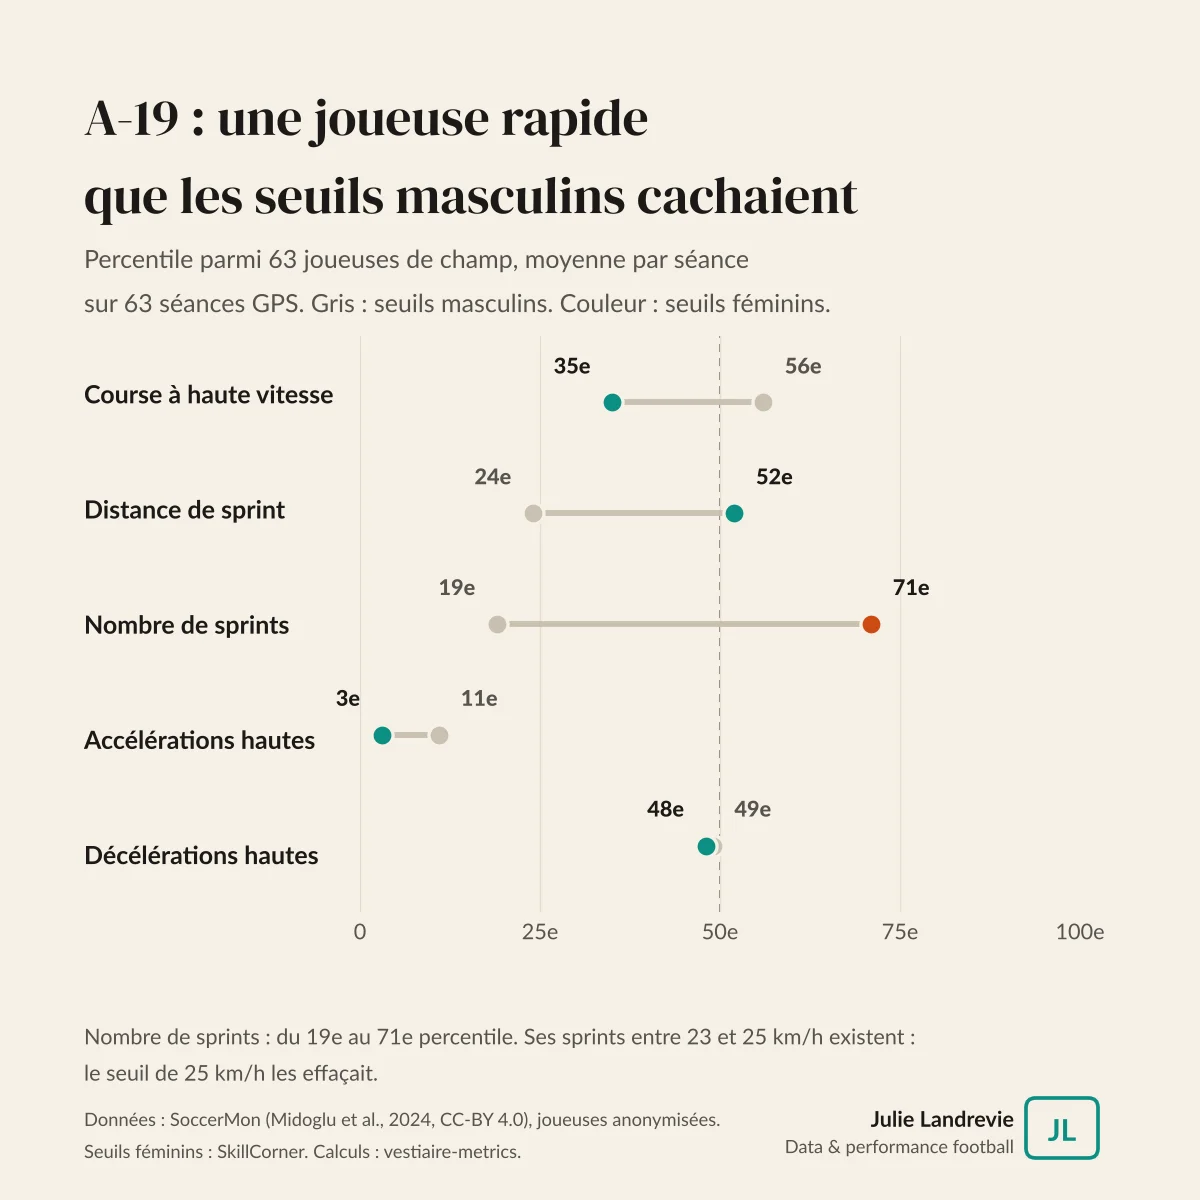 A-19 : une joueuse rapide
que les seuils masculins cachaient
Percentile parmi 63 joueuses de champ, moyenne par séance
sur 63 séances GPS. Gris : seuils masculins. Couleur : seuils féminins.
35e 56e
Course à haute vitesse
24e 52e
Distance de sprint
19e 71e
Nombre de sprints
3e 11e
Accélérations hautes
48e 49e
Décélérations hautes
0 25e 50e 75e 100e
Nombre de sprints : du 19e au 71e percentile. Ses sprints entre 23 et 25 km/h existent :
le seuil de 25 km/h les effaçait.
Données : SoccerMon (Midoglu et al., 2024, CC-BY 4.0), joueuses anonymisées.
Seuils féminins : SkillCorner. Calculs : vestiaire-metrics.
Julie Landrevie
Data & performance football
JL